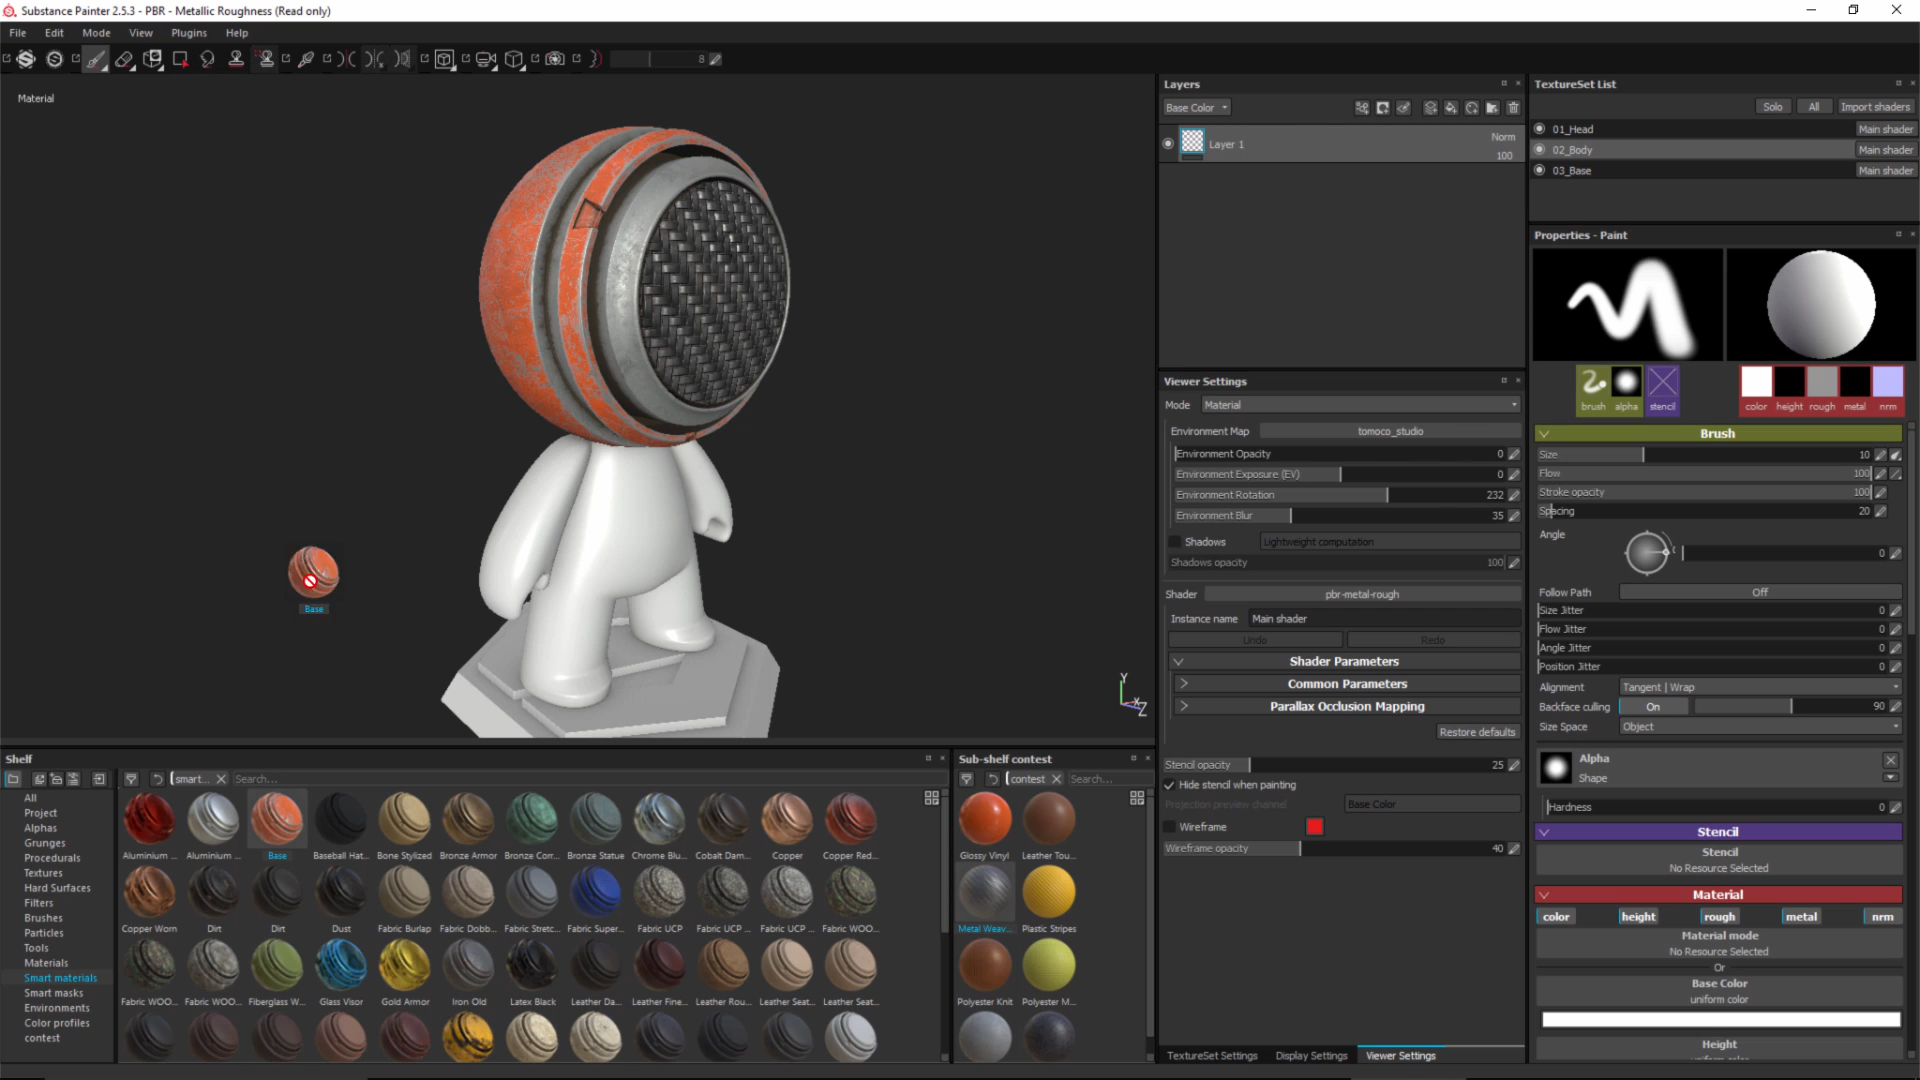 Substance Painter 2.5.3 - PBR - Metallic Roughness (Read only)
File Edit Mode View Plugins Help
8
Material
Base
Y
X
Z
Layers
Base Color
Layer 1
Norm
100
TextureSet List
Solo All Import shaders
01_Head Main shader
02_Body Main shader
03_Base Main shader
Viewer Settings
Mode Material
Environment Map tomoco_studio
Environment Opacity 0
Environment Exposure (EV) 0
Environment Rotation 232
Environment Blur 35
Shadows Lightweight computation
Shadows opacity 100
Shader pbr-metal-rough
Instance name Main shader
Undo Redo
Shader Parameters
Common Parameters
Parallax Occlusion Mapping
Restore defaults
Stencil opacity 25
Hide stencil when painting
Projection preview channel Base Color
Wireframe
Wireframe opacity 40
TextureSet Settings Display Settings Viewer Settings
Properties - Paint
brush alpha stencil
color height rough metal nrm
Brush
Size 10
Flow 100
Stroke opacity 100
Spacing 20
Angle 0
Follow Path Off
Size Jitter 0
Flow Jitter 0
Angle Jitter 0
Position Jitter 0
Alignment Tangent | Wrap
Backface culling On 90
Size Space Object
Alpha
Shape
Hardness 0
Stencil
Stencil
No Resource Selected
Material
color height rough metal nrm
Material mode
No Resource Selected
Or
Base Color
uniform color
Height
Shelf
smart... Search...
All
Project
Alphas
Grunges
Procedurals
Textures
Hard Surfaces
Filters
Brushes
Particles
Tools
Materials
Smart materials
Smart masks
Environments
Color profiles
contest
Aluminium ... Aluminium ... Base Baseball Hat... Bone Stylized Bronze Armor Bronze Corr... Bronze Statue Chrome Blu... Cobalt Dam... Copper Copper Red...
Copper Worn Dirt Dirt Dust Fabric Burlap Fabric Dobb... Fabric Stretc... Fabric Super... Fabric UCP Fabric UCP ... Fabric UCP ... Fabric WOO...
Fabric WOO... Fabric WOO... Fiberglass W... Glass Visor Gold Armor Iron Old Latex Black Leather Da... Leather Fine... Leather Rou... Leather Seat... Leather Seat...
Sub-shelf contest
contest Search...
Glossy Vinyl Leather Tou...
Metal Weav... Plastic Stripes
Polyester Knit Polyester M...